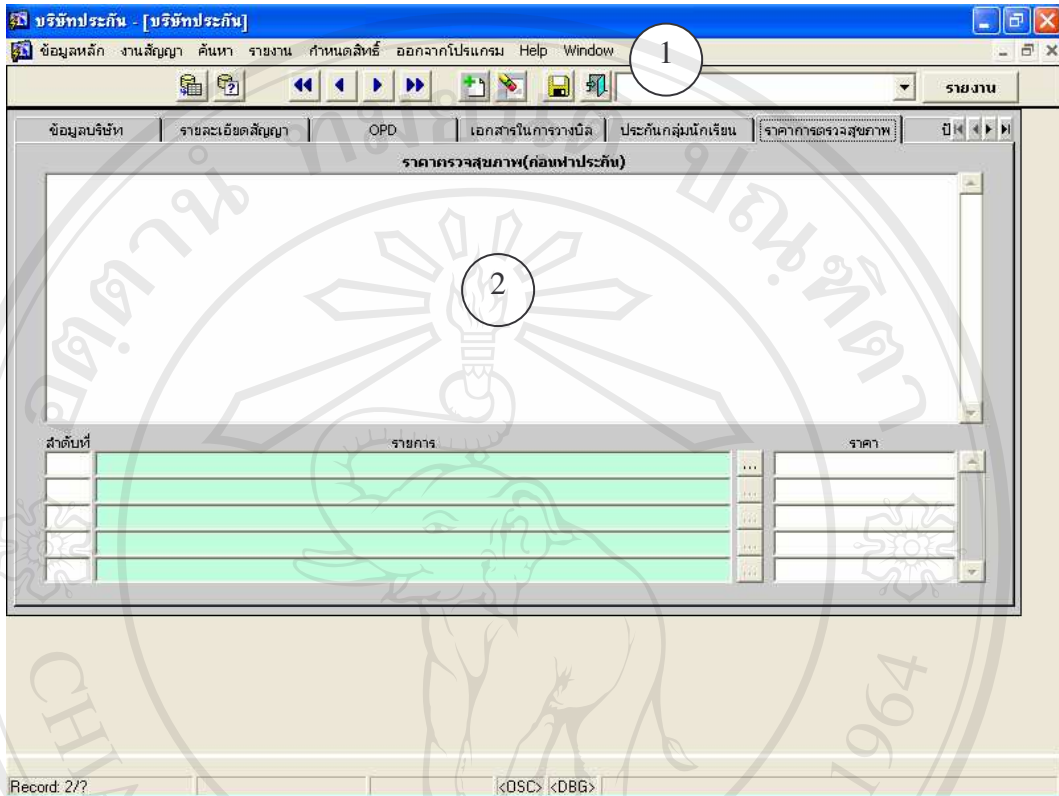 บริษัทประกัน - [บริษัทประกัน]
ข้อมูลหลัก งานสัญญา ค้นหา รายงาน กำหนดสิทธิ์ ออกจากโปรแกรม Help Window
1
รายงาน
ข้อมูลบริษัท รายละเอียดสัญญา OPD เอกสารในการวางบิล ประกันกลุ่มนักเรียน ราคาการตรวจสุขภาพ
ราคาตรวจสุขภาพ(ก่อนทำประกัน)
2
ลำดับที่ รายการ ราคา
...
...
...
...
...
Record: 2/? <OSC> <DBG>
1964